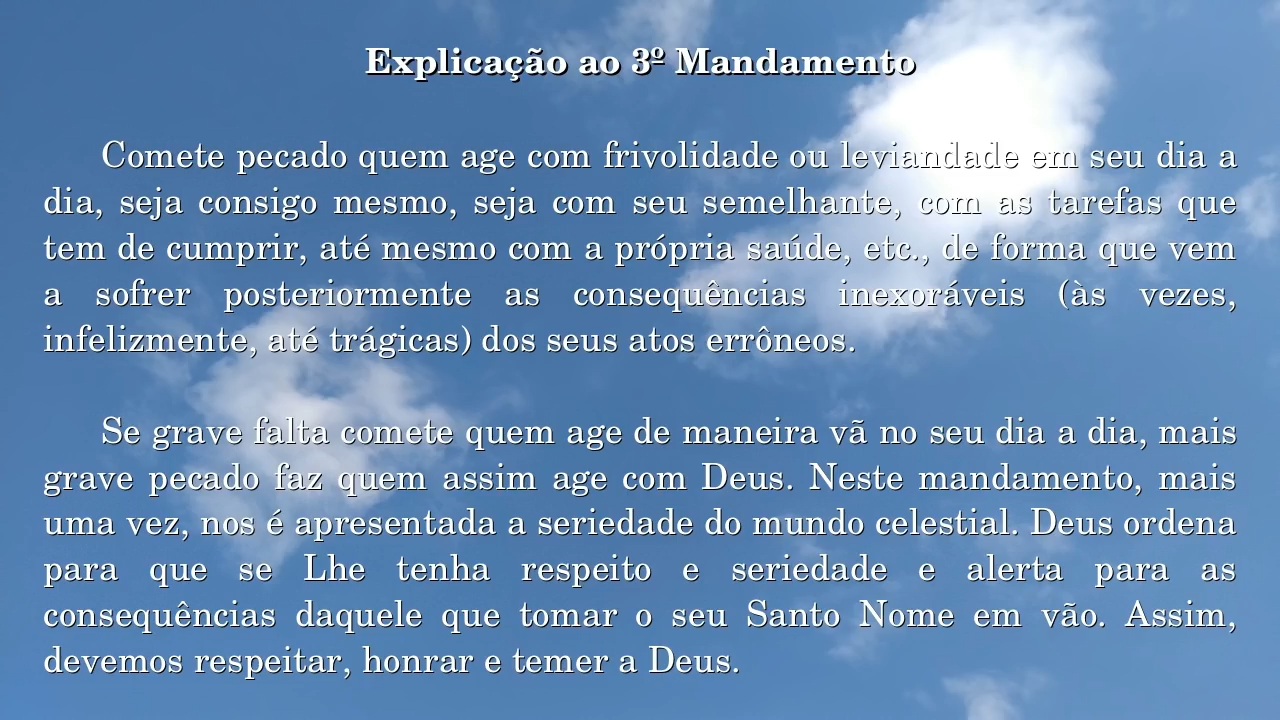 Explicação ao 3º Mandamento
Comete pecado quem age com frivolidade ou leviandade em seu dia a
dia, seja consigo mesmo, seja com seu semelhante, com as tarefas que
tem de cumprir, até mesmo com a própria saúde, etc., de forma que vem
a sofrer posteriormente as consequências inexoráveis (às vezes,
infelizmente, até trágicas) dos seus atos errôneos.
Se grave falta comete quem age de maneira vã no seu dia a dia, mais
grave pecado faz quem assim age com Deus. Neste mandamento, mais
uma vez, nos é apresentada a seriedade do mundo celestial. Deus ordena
para que se Lhe tenha respeito e seriedade e alerta para as
consequências daquele que tomar o seu Santo Nome em vão. Assim,
devemos respeitar, honrar e temer a Deus.